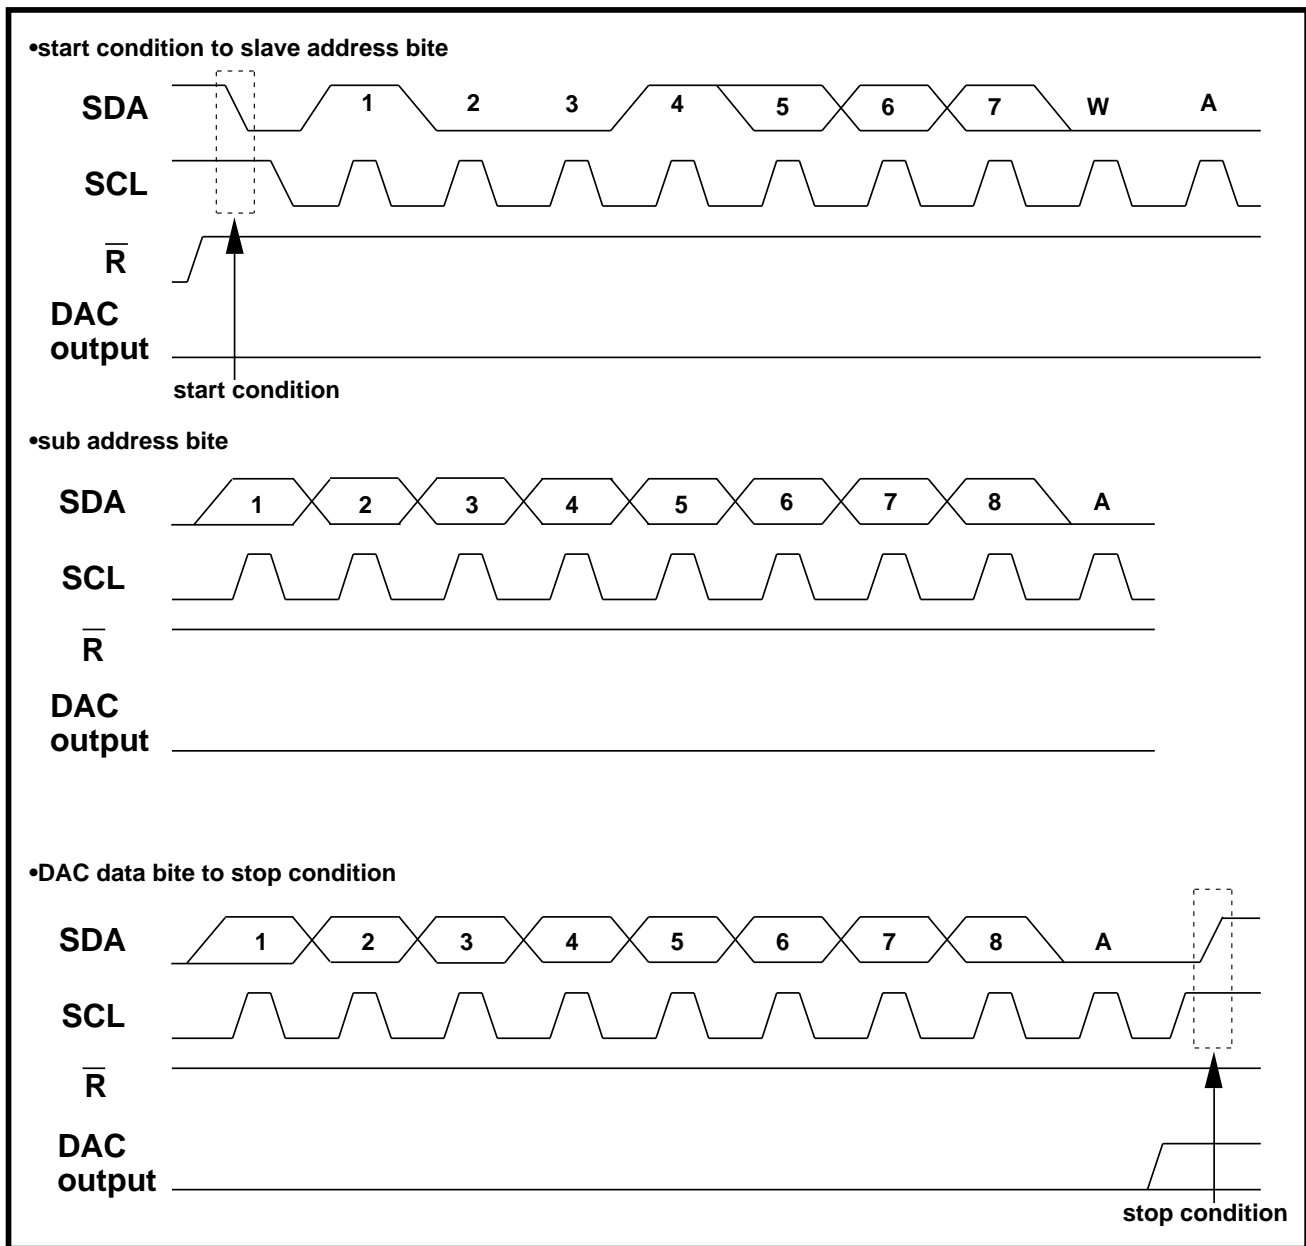 •start condition to slave address bite
SDA
1 2 3 4 5 6 7 W A
SCL
R̅
DAC
output
start condition
•sub address bite
SDA
1 2 3 4 5 6 7 8 A
SCL
R̅
DAC
output
•DAC data bite to stop condition
SDA
1 2 3 4 5 6 7 8 A
SCL
R̅
DAC
output
stop condition